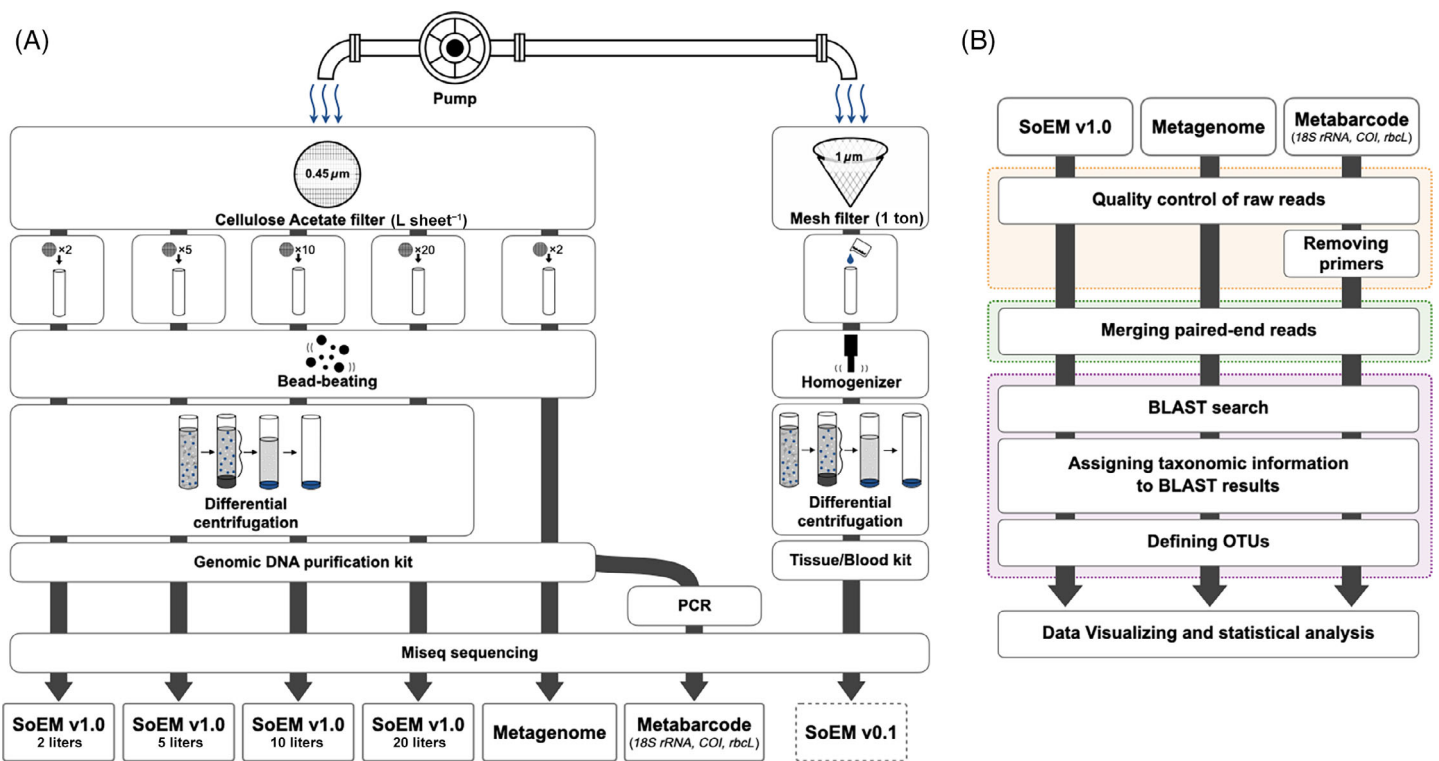 (A)
Pump
0.45 µm
Cellulose Acetate filter (L sheet⁻¹)
1 µm
Mesh filter (1 ton)
×2
×5
×10
×20
×2
Bead-beating
Homogenizer
Differential
centrifugation
Differential
centrifugation
Genomic DNA purification kit
Tissue/Blood kit
PCR
Miseq sequencing
SoEM v1.0
2 liters
SoEM v1.0
5 liters
SoEM v1.0
10 liters
SoEM v1.0
20 liters
Metagenome
Metabarcode
(18S rRNA, COI, rbcL)
SoEM v0.1
(B)
SoEM v1.0
Metagenome
Metabarcode
(18S rRNA, COI, rbcL)
Quality control of raw reads
Removing
primers
Merging paired-end reads
BLAST search
Assigning taxonomic information
to BLAST results
Defining OTUs
Data Visualizing and statistical analysis